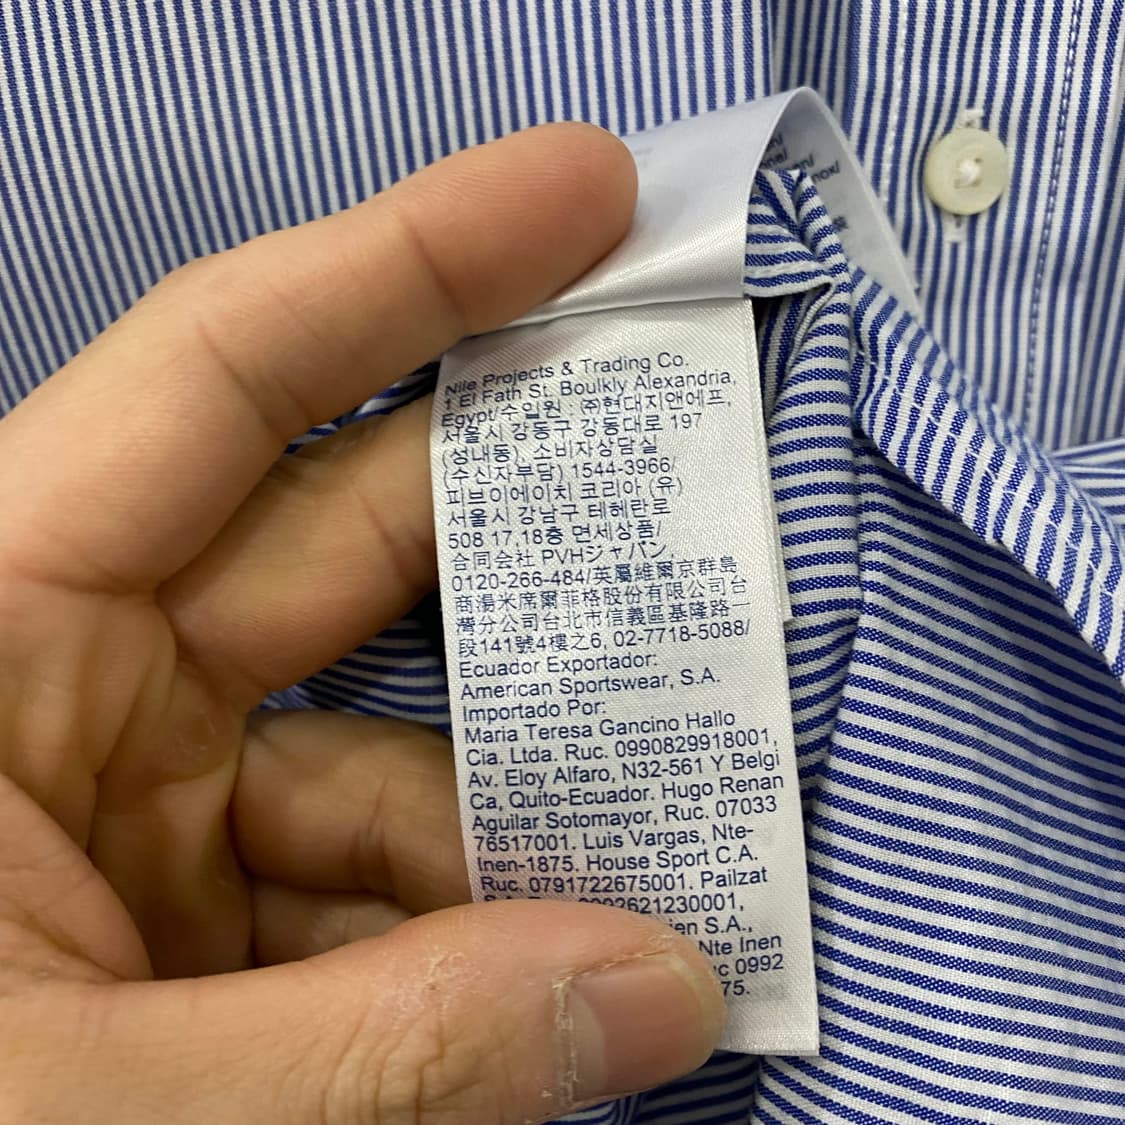 Nile Projects & Trading Co.
El Fath St. Boulkly Alexandria,
Egypt/수입원 : ㈜현대지앤에프,
서울시 강동구 강동대로 197
(성내동), 소비자상담실
(수신자부담) 1544-3966/
피브이에이치 코리아 (유)
서울시 강남구 테헤란로
508 17,18층 면세상품/
合同会社 PVHジャパン,
0120-266-484/英屬維爾京群島
商湯米席爾菲格股份有限公司台
灣分公司台北市信義區基隆路一
段141號4樓之6, 02-7718-5088/
Ecuador Exportador:
American Sportswear, S.A.
Importado Por:
Maria Teresa Gancino Hallo
Cia. Ltda. Ruc. 0990829918001,
Av. Eloy Alfaro, N32-561 Y Belgi
Ca, Quito-Ecuador. Hugo Renan
Aguilar Sotomayor, Ruc. 07033
76517001. Luis Vargas, Nte-
Inen-1875. House Sport C.A.
Ruc. 0791722675001. Pailzat
S.A.
S.A.,
Nte Inen
0992
75.